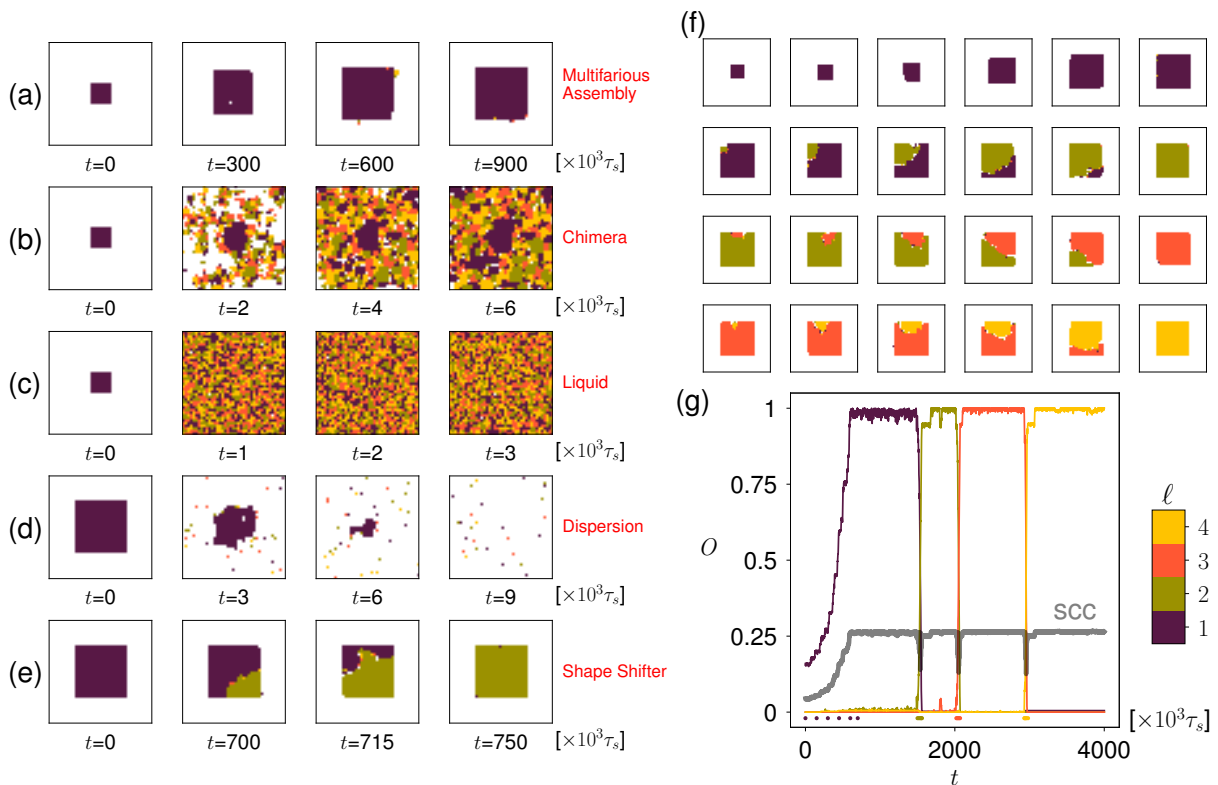 (a)
Multifarious
Assembly
t=0
t=300
t=600
t=900
[×10³τₛ]
(b)
Chimera
t=0
t=2
t=4
t=6
[×10³τₛ]
(c)
Liquid
t=0
t=1
t=2
t=3
[×10³τₛ]
(d)
Dispersion
t=0
t=3
t=6
t=9
[×10³τₛ]
(e)
Shape Shifter
t=0
t=700
t=715
t=750
[×10³τₛ]
(f)
(g)
1
0.75
O
0.5
0.25
0
SCC
0
2000
4000
[×10³τₛ]
t
ℓ
4
3
2
1